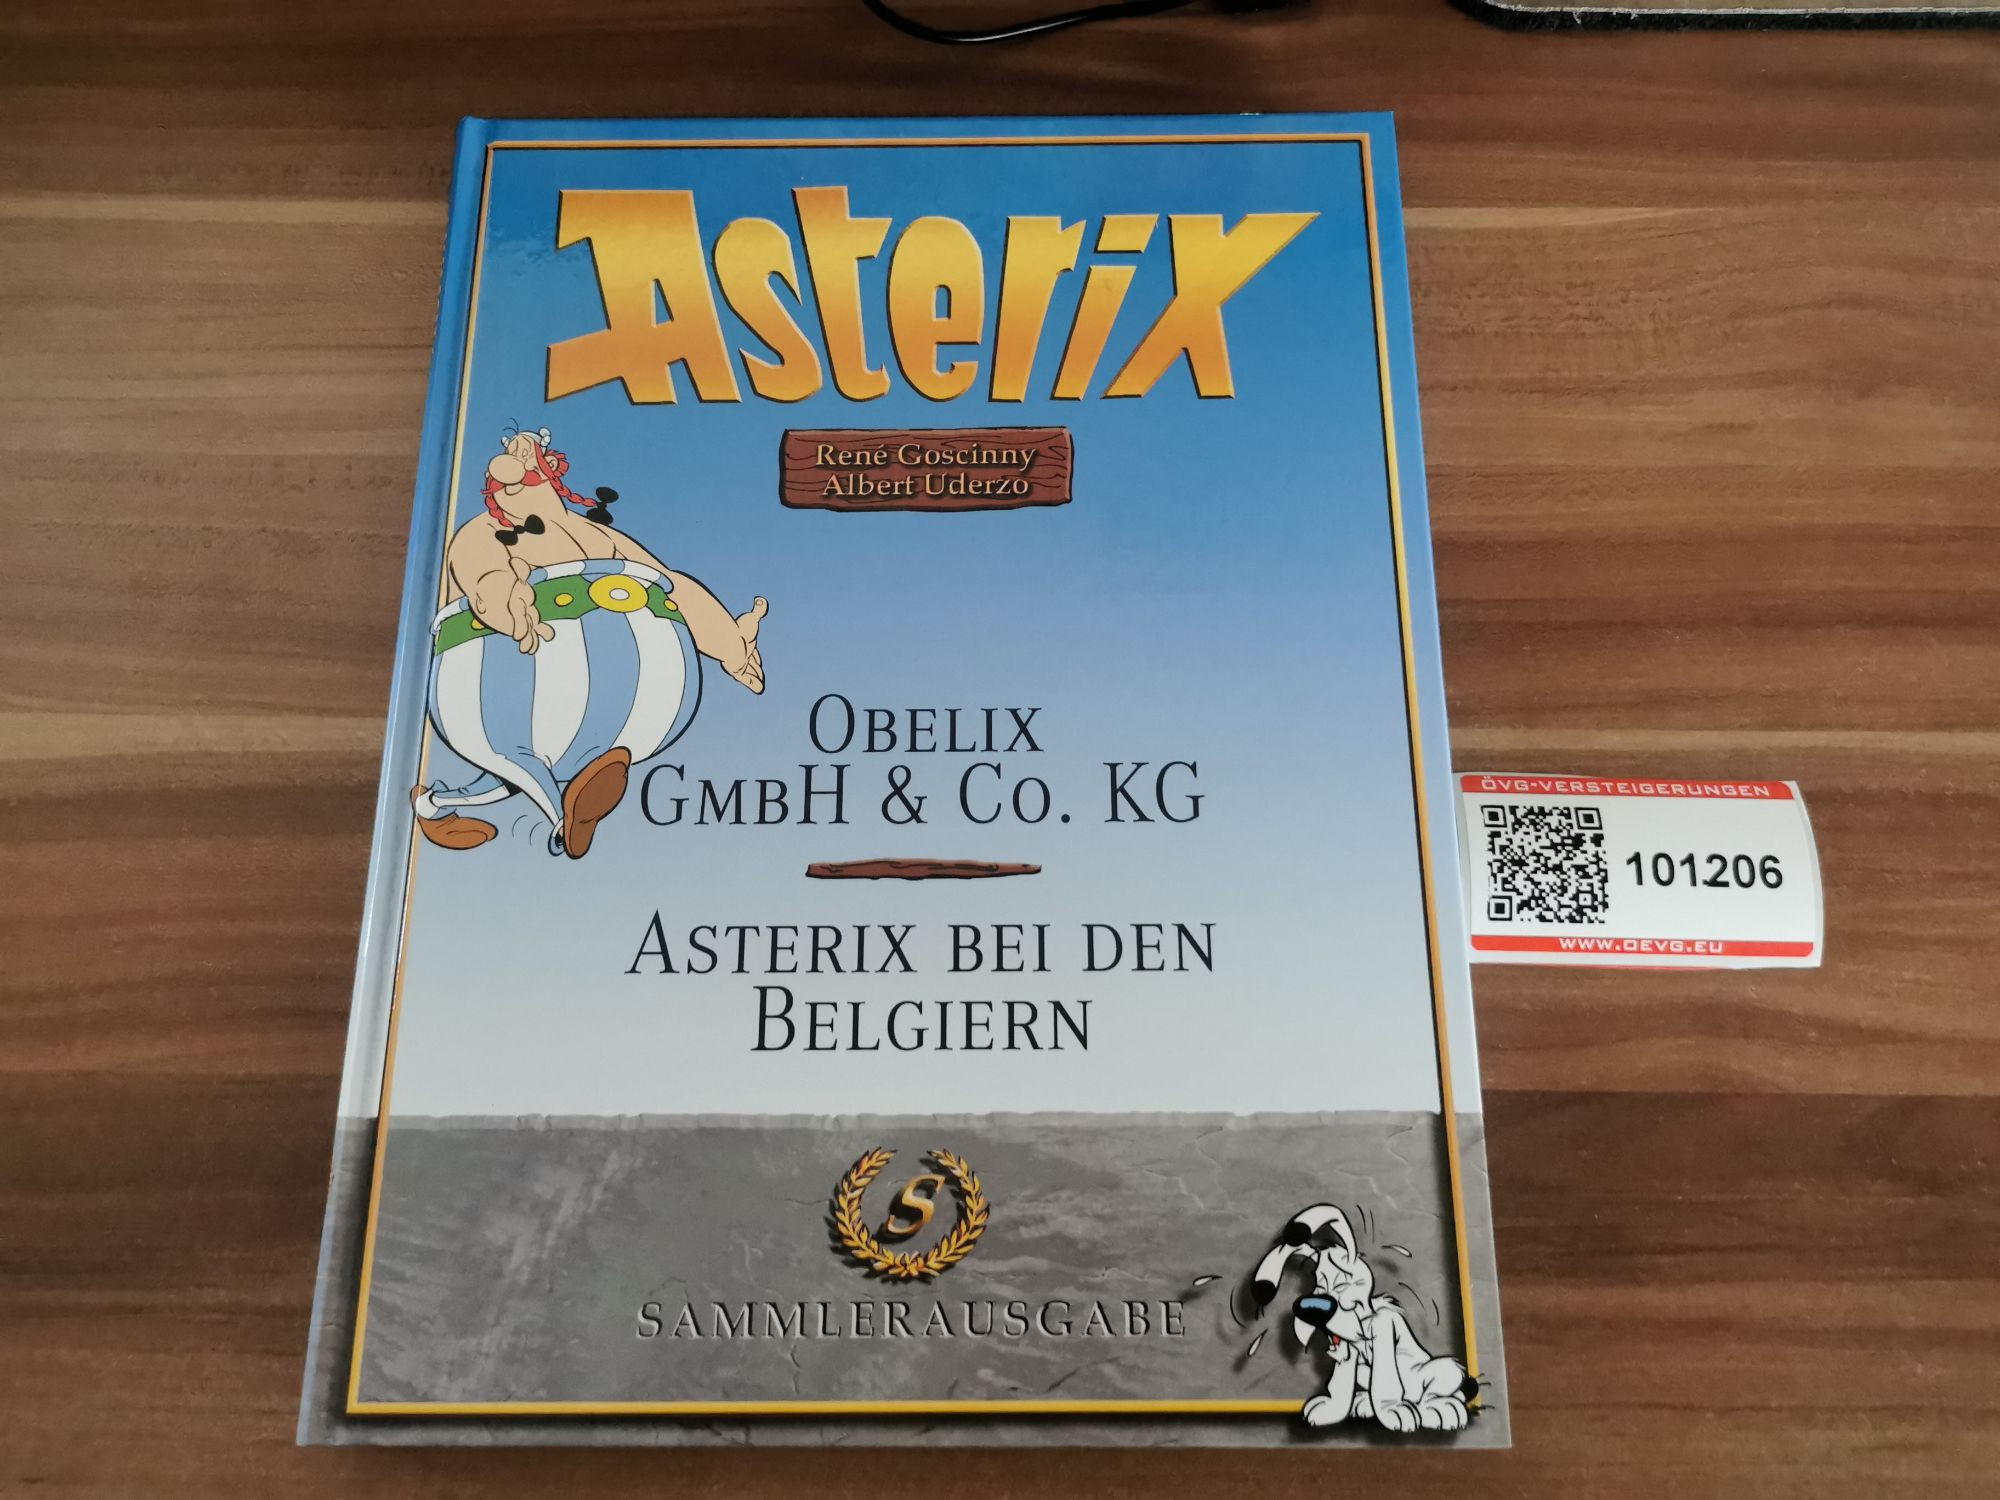 Asterix
René Goscinny
Albert Uderzo
OBELIX
GMBH & CO. KG
ASTERIX BEI DEN
BELGIERN
S
SAMMLERAUSGABE
ÖVG-VERSTEIGERUNGEN
101206
WWW.OEVG.EU